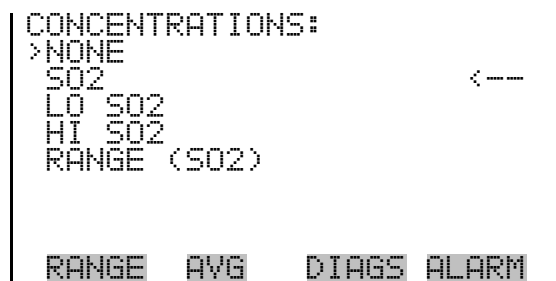 CONCENTRATIONS:
>NONE
SO2 <--
LO SO2
HI SO2
RANGE (SO2)
RANGE AVG DIAGS ALARM